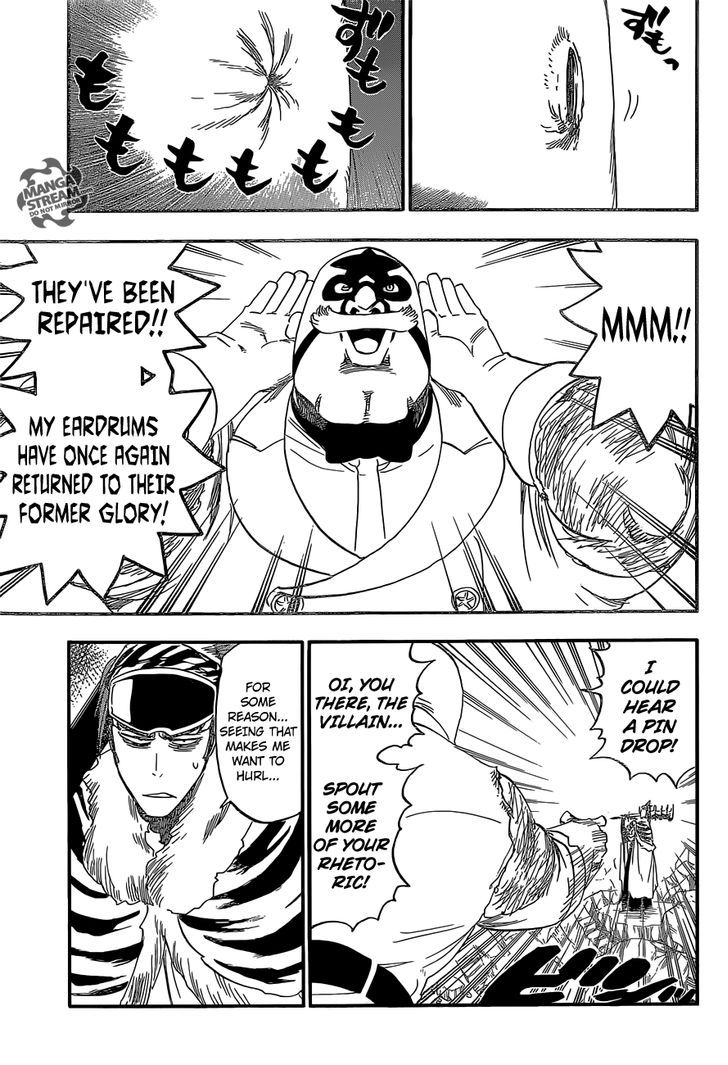 ずもっ
ずもも
もももももも
MANGA
STREAM
DO NOT MIRROR
MMM!!
THEY'VE BEEN
REPAIRED!!
MY EARDRUMS
HAVE ONCE AGAIN
RETURNED TO THEIR
FORMER GLORY!
I
COULD
HEAR
A PIN
DROP!
OI, YOU
THERE, THE
VILLAIN...
SPOUT
SOME
MORE
OF YOUR
RHETO-
RIC!
FOR
SOME
REASON...
SEEING THAT
MAKES ME
WANT TO
HURL...